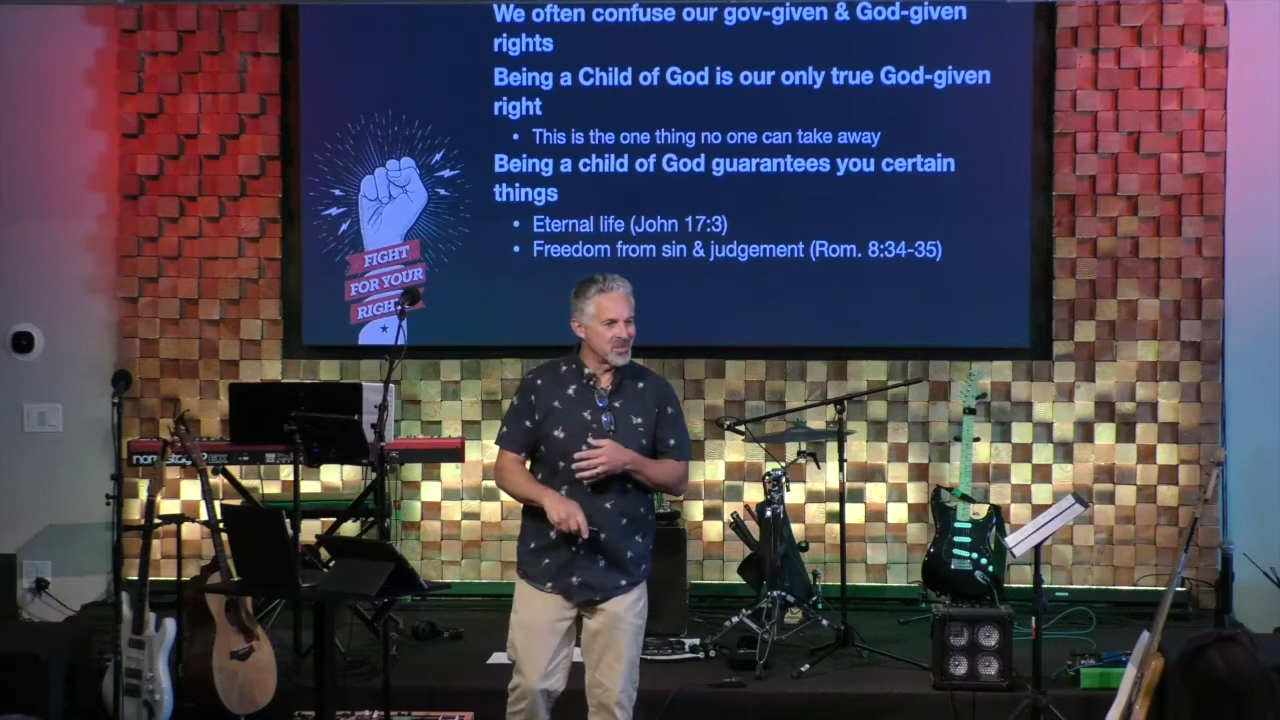 We often confuse our gov-given & God-given
rights
Being a Child of God is our only true God-given
right
• This is the one thing no one can take away
Being a child of God guarantees you certain
things
• Eternal life (John 17:3)
• Freedom from sin & judgement (Rom. 8:34-35)
FIGHT
FOR YOUR